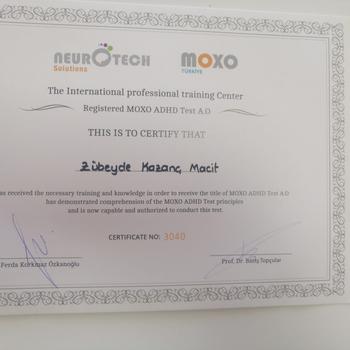 NEUROTECH
Solutions
MOXO
TÜRKİYE
The International professional training Center
Registered MOXO ADHD Test A.D
THIS IS TO CERTIFY THAT
Zübeyde Kazanç Macit
as received the necessary training and knowledge in order to receive the title of MOXO ADHD Test A.D
has demonstrated comprehension of the MOXO ADHD Test principles
and is now capable and authorized to conduct this test.
CERTIFICATE NO: 3040
Ferda Korkmaz Özkanoğlu
Prof. Dr. Barış Topçular